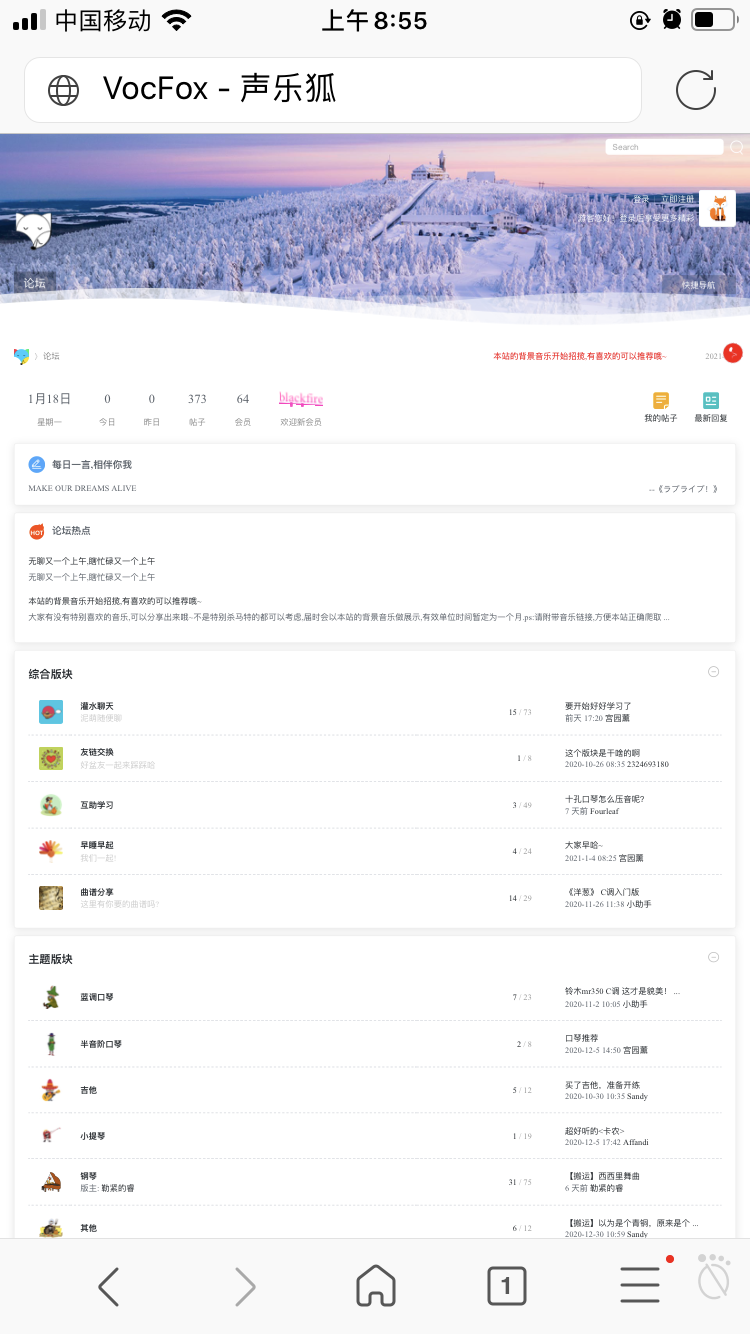 中国移动 上午 8:55
VocFox - 声乐狐
Search
登录 | 立即注册
登录后享受更多精彩
论坛
快捷导航
〉论坛
本站的背景音乐开始招揽,有喜欢的可以推荐哦~
2021
1月18日 0 0 373 64 blackfire
星期一 今日 昨日 帖子 会员 欢迎新会员
我的帖子 最新回复
每日一言,相伴你我
MAKE OUR DREAMS ALIVE
--《ラブライブ！》
HOT 论坛热点
无聊又一个上午,瞎忙碌又一个上午
无聊又一个上午,瞎忙碌又一个上午
本站的背景音乐开始招揽,有喜欢的可以推荐哦~
大家有没有特别喜欢的音乐,可以分享出来哦~不是特别杀马特的都可以考虑,届时会以本站的背景音乐做展示,有效单位时间暂定为一个月.ps:请附带音乐链接,方便本站正确爬取 ...
综合版块
灌水聊天 15 / 73 要开始好好学习了
泥萌随便聊 前天 17:20 宫园薰
友链交换 1 / 8 这个版块是干啥的啊
好盆友一起来踩踩哈 2020-10-26 08:35 2324693180
互助学习 3 / 49 十孔口琴怎么压音呢?
7 天前 Fourleaf
早睡早起 4 / 24 大家早哈~
我们一起! 2021-1-4 08:25 宫园薰
曲谱分享 14 / 29 《洋葱》 C调入门版
这里有你要的曲谱吗? 2020-11-26 11:38 小助手
主题版块
蓝调口琴 7 / 23 铃木mr350 C调 这才是貌美！ ...
2020-11-2 10:05 小助手
半音阶口琴 2 / 8 口琴推荐
2020-12-5 14:50 宫园薰
吉他 5 / 12 买了吉他，准备开练
2020-10-30 10:35 Sandy
小提琴 1 / 19 超好听的<卡农>
2020-12-5 17:42 Affandi
钢琴 31 / 75 【搬运】西西里舞曲
版主: 勒紧的睿 6 天前 勒紧的睿
其他 6 / 12 【搬运】以为是个青铜，原来是个 ...
2020-12-30 10:59 Sandy
1